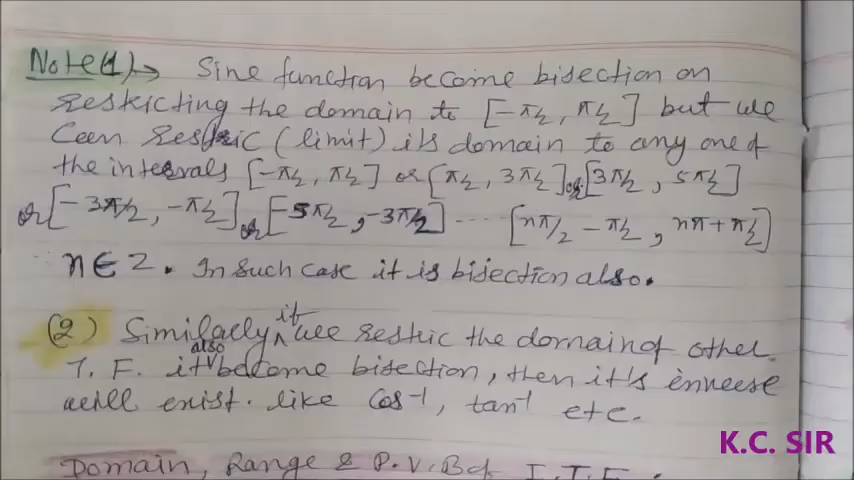 Note(1)→ Sine function become bisection on
restricting the domain to [-π/2, π/2] but we
Can restric (limit) it's domain to any one of
the intervals [-π/2, π/2] or [π/2, 3π/2] or [3π/2, 5π/2]
or [-3π/2, -π/2] or [-5π/2, -3π/2] .... [nπ/2 - π/2, nπ + π/2]
n ∈ Z. In such case it is bisection also.
(2) Similarly if we restric the domain of other
T. F. it also become bisection, then it's inverse
will exist. like Cos⁻¹, tan⁻¹ etc.
Domain, Range & P.V.B of I.T.F :
K.C. SIR